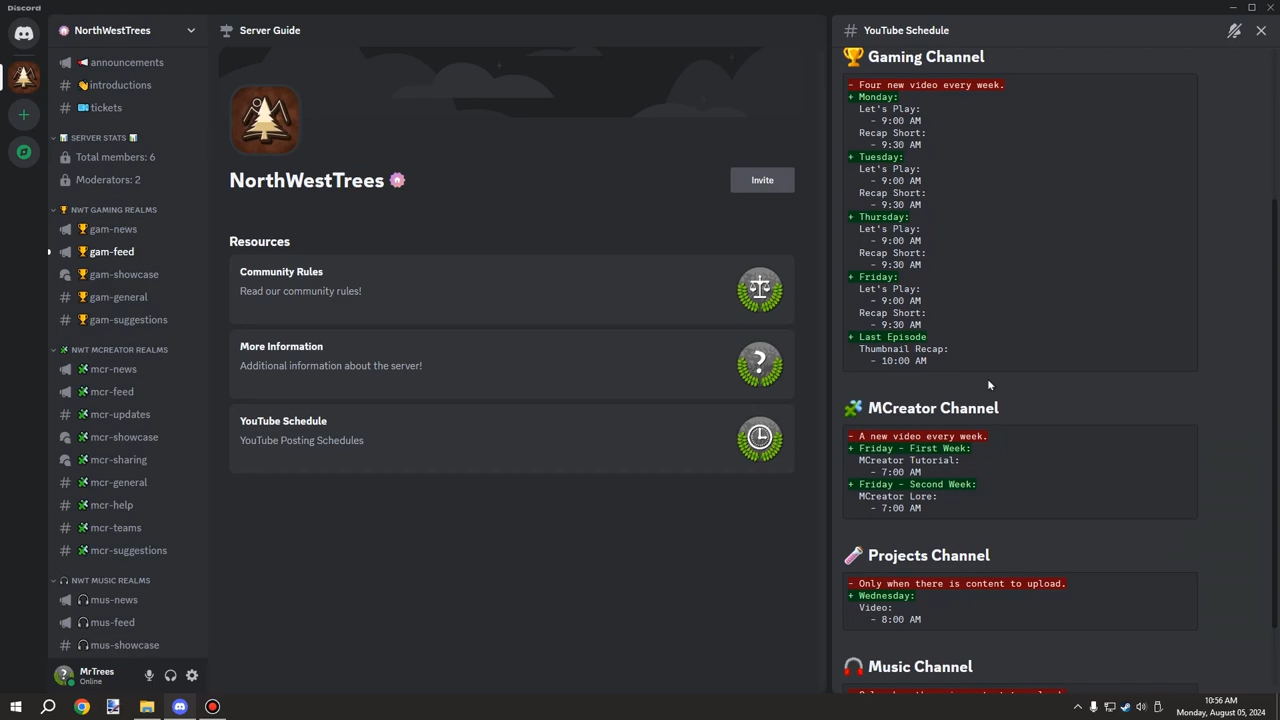 Discord
NorthWestTrees
announcements
introductions
tickets
SERVER STATS
Total members: 6
Moderators: 2
NWT GAMING REALMS
gam-news
gam-feed
gam-showcase
gam-general
gam-suggestions
NWT MCREATOR REALMS
mcr-news
mcr-feed
mcr-updates
mcr-showcase
mcr-sharing
mcr-general
mcr-help
mcr-teams
mcr-suggestions
NWT MUSIC REALMS
mus-news
mus-feed
mus-showcase
MrTrees
Online
Server Guide
NorthWestTrees
Invite
Resources
Community Rules
Read our community rules!
More Information
Additional information about the server!
YouTube Schedule
YouTube Posting Schedules
YouTube Schedule
Gaming Channel
- Four new video every week.
+ Monday:
Let's Play:
- 9:00 AM
Recap Short:
- 9:30 AM
+ Tuesday:
Let's Play:
- 9:00 AM
Recap Short:
- 9:30 AM
+ Thursday:
Let's Play:
- 9:00 AM
Recap Short:
- 9:30 AM
+ Friday:
Let's Play:
- 9:00 AM
Recap Short:
- 9:30 AM
+ Last Episode
Thumbnail Recap:
- 10:00 AM
MCreator Channel
- A new video every week.
+ Friday - First Week:
MCreator Tutorial:
- 7:00 AM
+ Friday - Second Week:
MCreator Lore:
- 7:00 AM
Projects Channel
- Only when there is content to upload.
+ Wednesday:
Video:
- 8:00 AM
Music Channel
10:56 AM
Monday, August 05, 2024